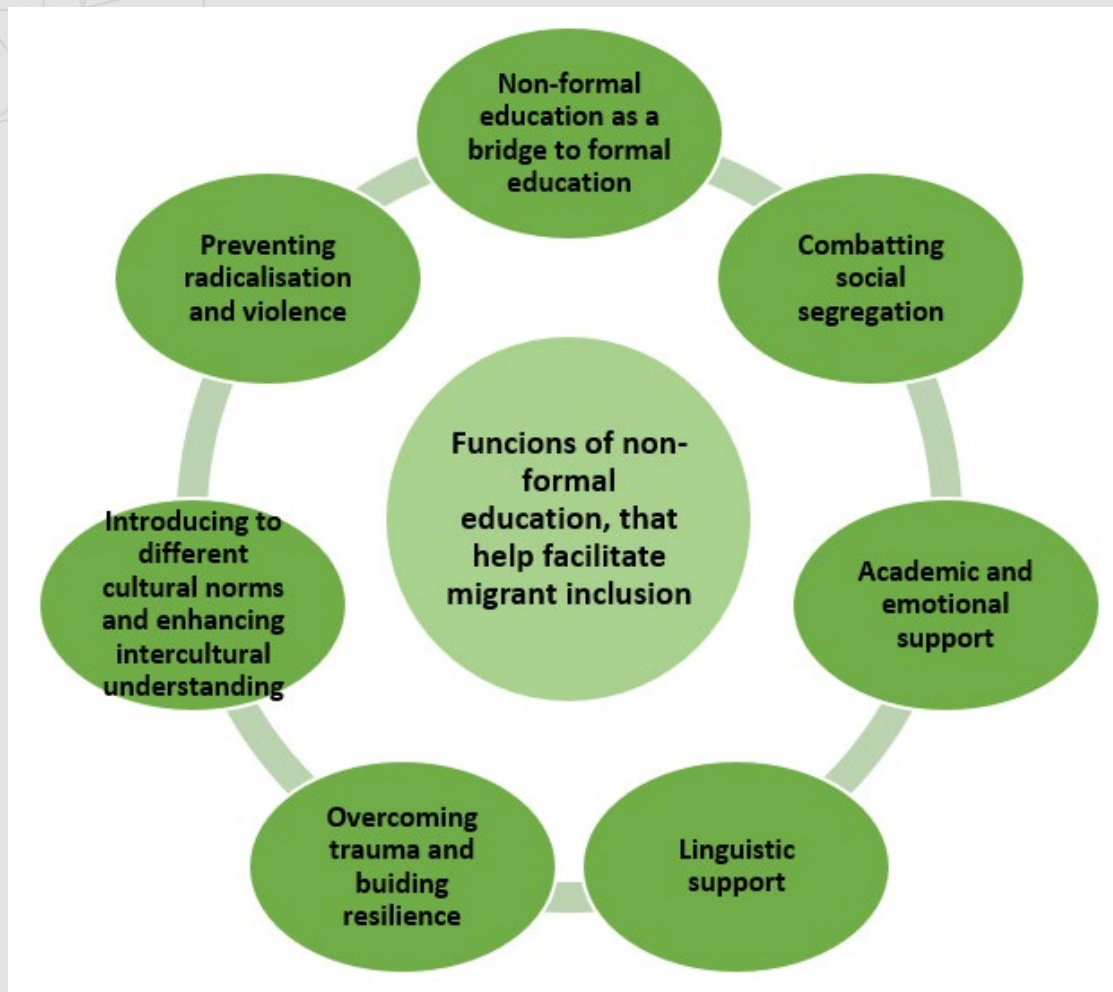 Non-formal
education as a
bridge to formal
education
Combatting
social
segregation
Academic and
emotional
support
Linguistic
support
Overcoming
trauma and
buiding
resilience
Introducing to
different
cultural norms
and enhancing
intercultural
understanding
Preventing
radicalisation
and violence
Funcions of non-
formal
education, that
help facilitate
migrant inclusion